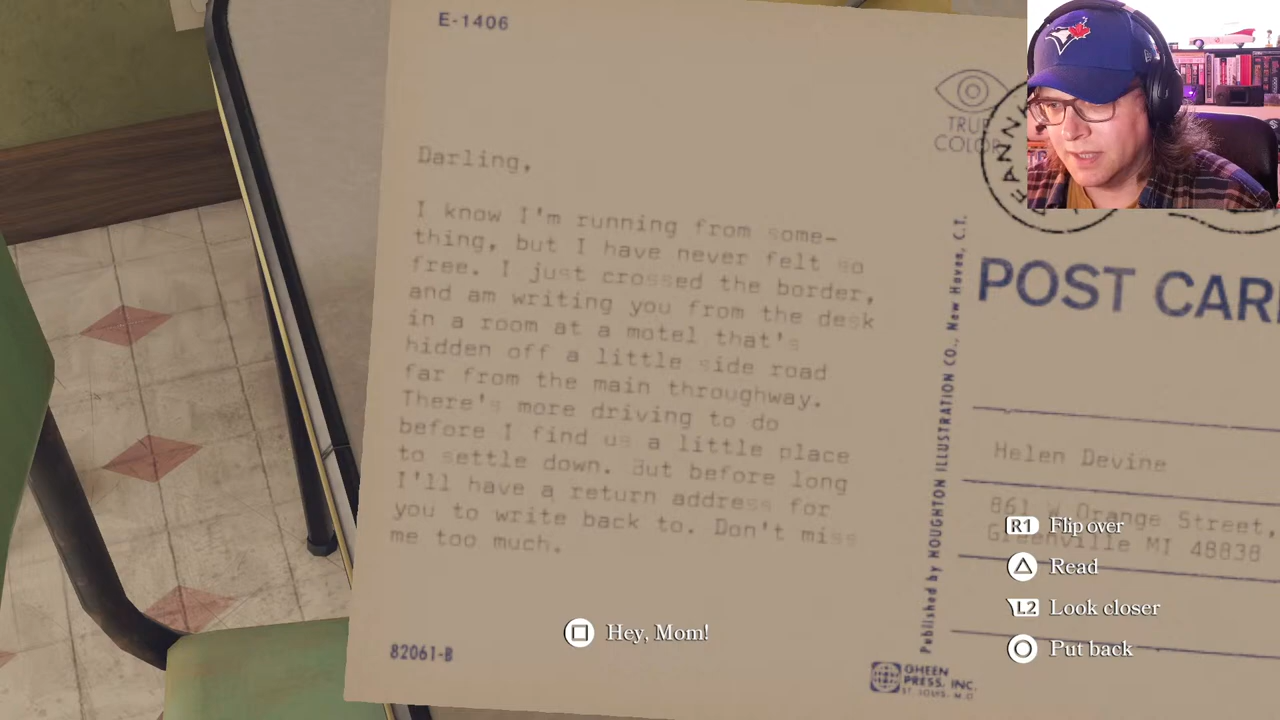 E-1406
TRUE
COLOR
Darling,
I know I'm running from some-
thing, but I have never felt so
free. I just crossed the border,
and am writing you from the desk
in a room at a motel that's
hidden off a little side road
far from the main throughway.
There's more driving to do
before I find us a little place
to settle down. But before long
I'll have a return address for
you to write back to. Don't miss
me too much.
82061-B
Published by HOUGHTON ILLUSTRATION CO., New Haven, C.T.
POST CAR
Helen Devine
861 W Orange Street,
Greenville MI 48838
GHEEN
PRESS, INC.
ST. LOUIS, M.O
R1 Flip over
Read
L2 Look closer
Put back
Hey, Mom!